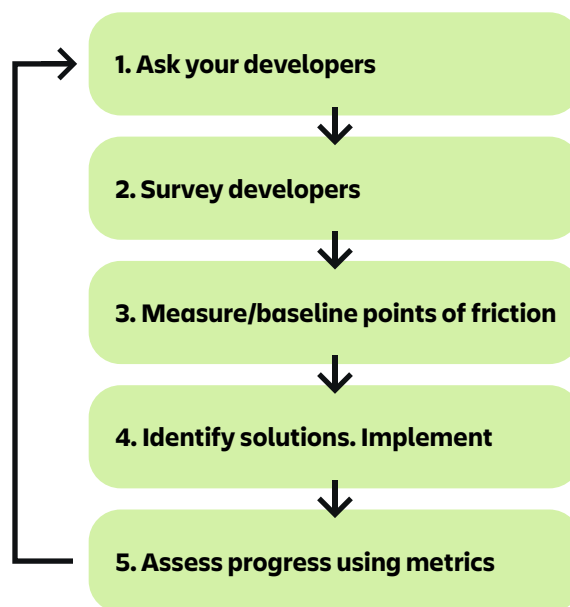 1. Ask your developers
2. Survey developers
3. Measure/baseline points of friction
4. Identify solutions. Implement
5. Assess progress using metrics